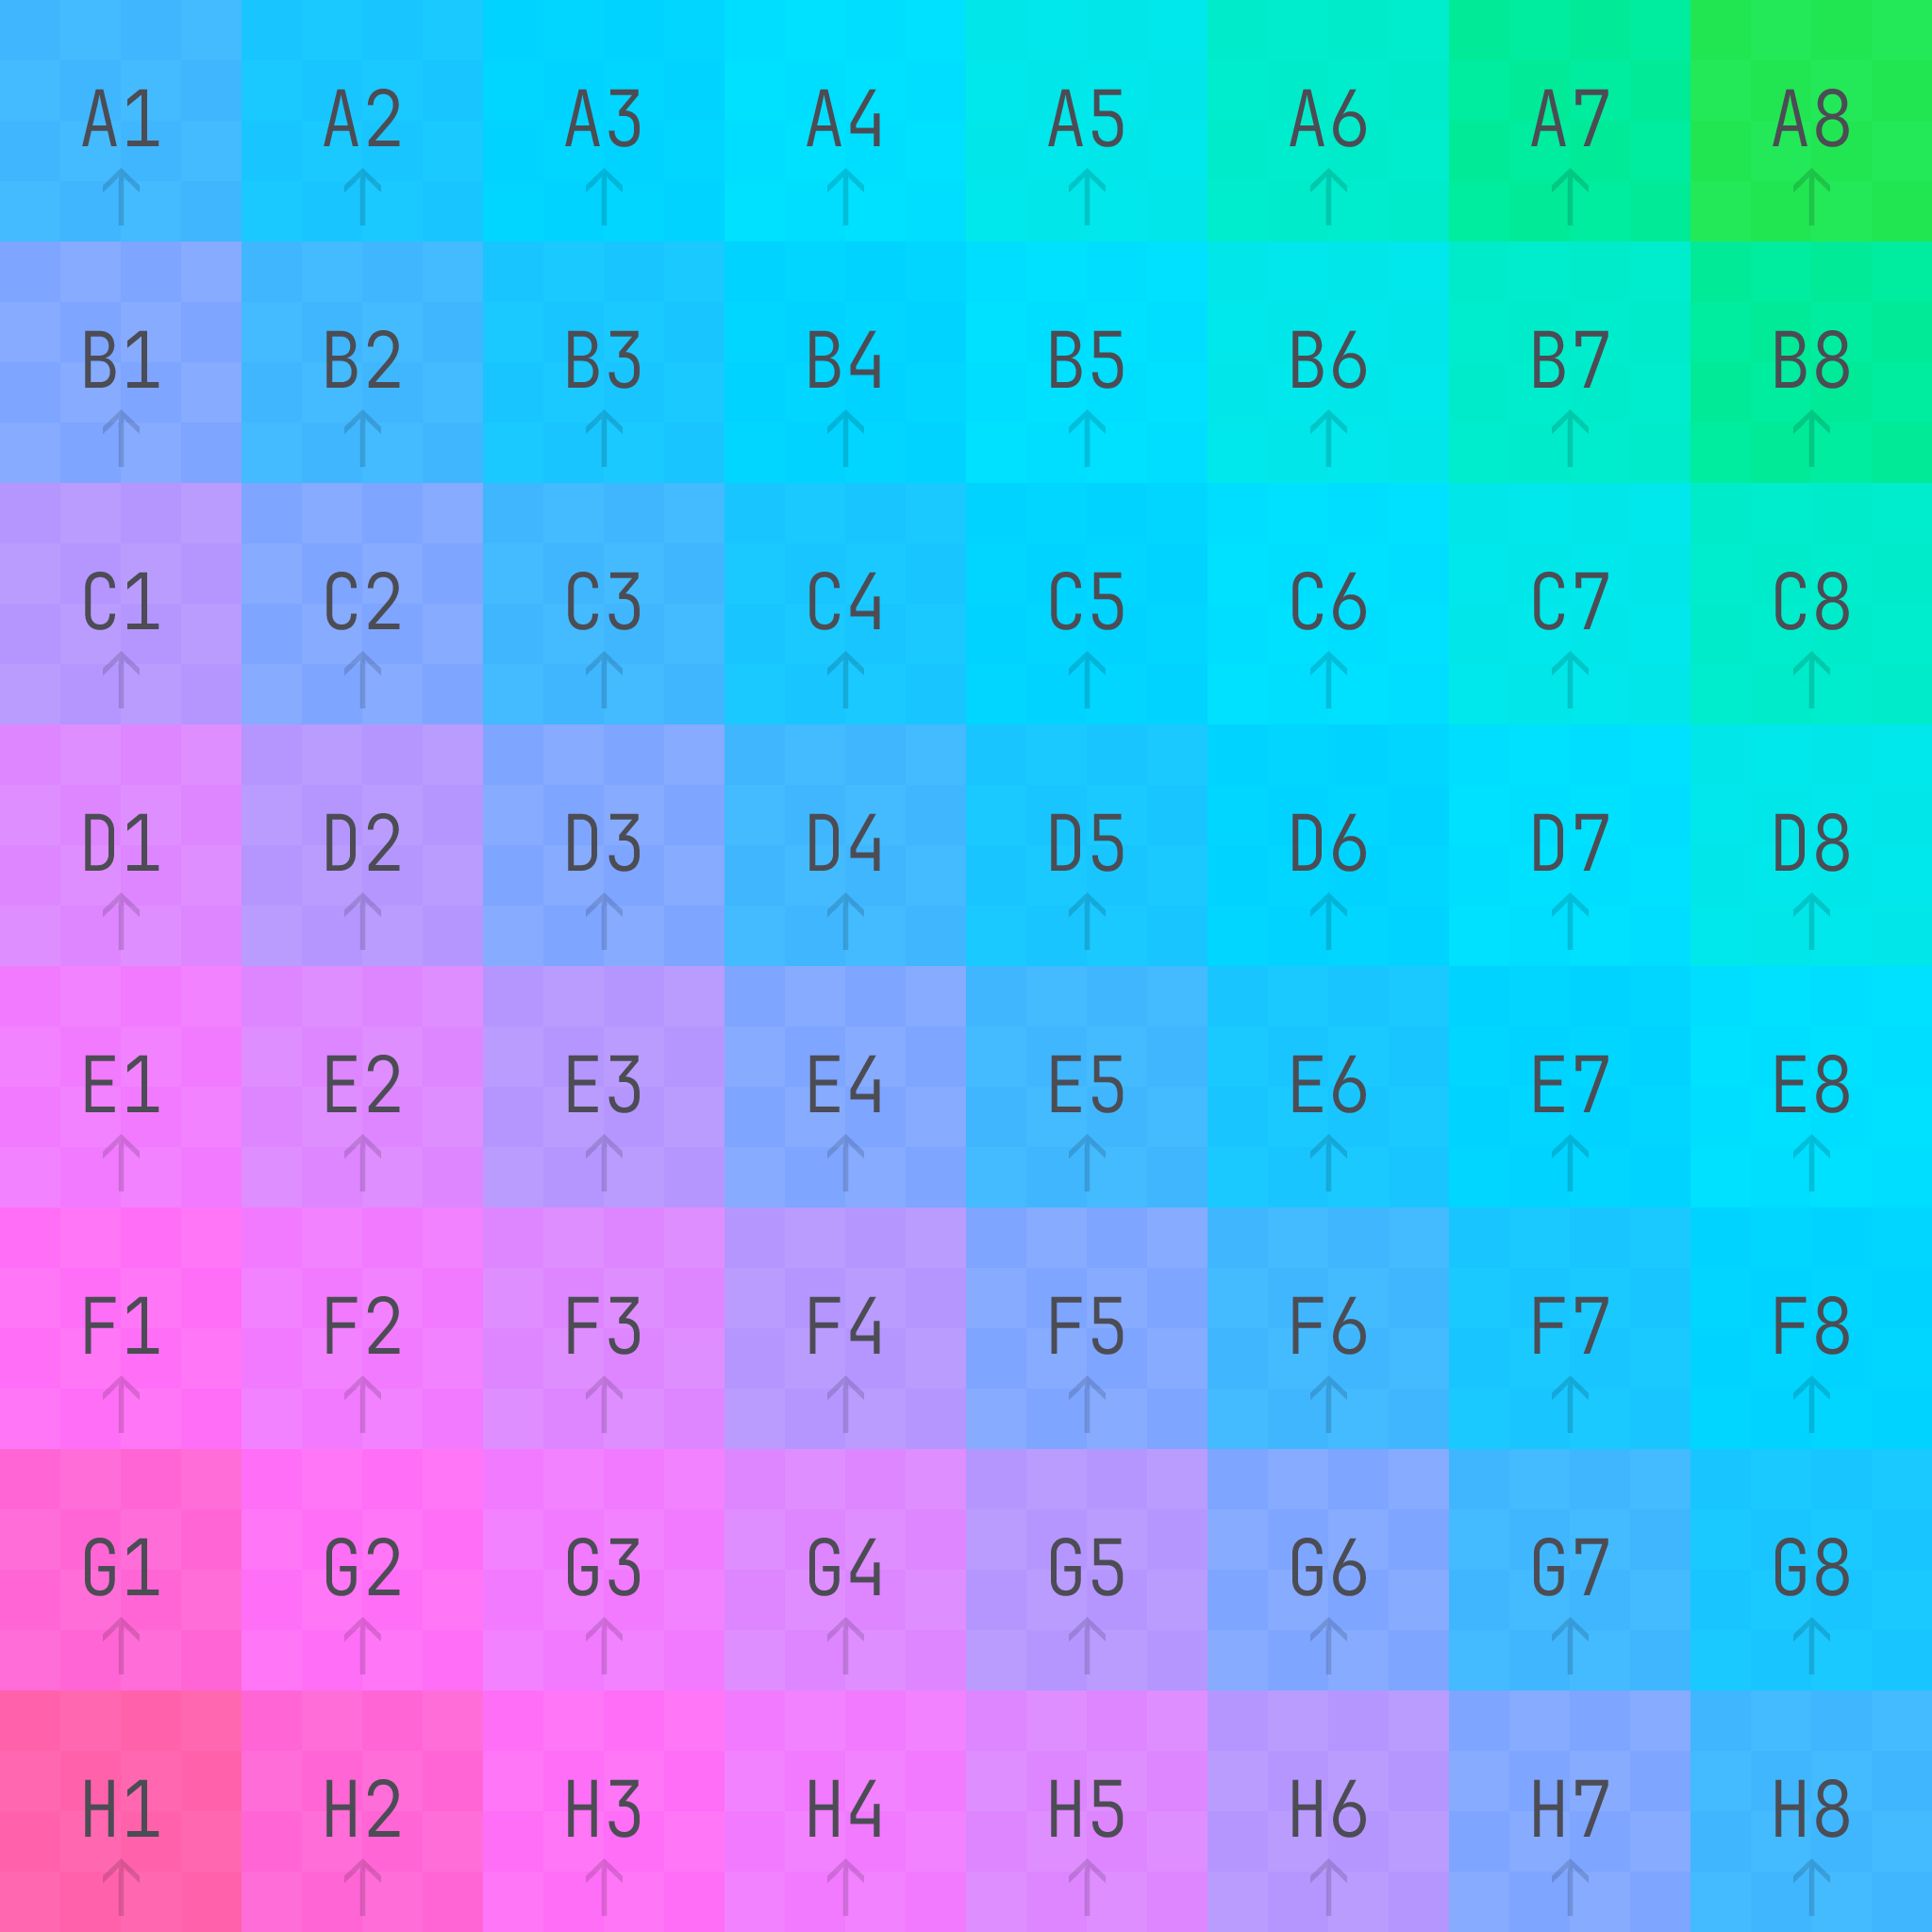 A1 A2 A3 A4 A5 A6 A7 A8
↑ ↑ ↑ ↑ ↑ ↑ ↑ ↑
B1 B2 B3 B4 B5 B6 B7 B8
↑ ↑ ↑ ↑ ↑ ↑ ↑ ↑
C1 C2 C3 C4 C5 C6 C7 C8
↑ ↑ ↑ ↑ ↑ ↑ ↑ ↑
D1 D2 D3 D4 D5 D6 D7 D8
↑ ↑ ↑ ↑ ↑ ↑ ↑ ↑
E1 E2 E3 E4 E5 E6 E7 E8
↑ ↑ ↑ ↑ ↑ ↑ ↑ ↑
F1 F2 F3 F4 F5 F6 F7 F8
↑ ↑ ↑ ↑ ↑ ↑ ↑ ↑
G1 G2 G3 G4 G5 G6 G7 G8
↑ ↑ ↑ ↑ ↑ ↑ ↑ ↑
H1 H2 H3 H4 H5 H6 H7 H8
↑ ↑ ↑ ↑ ↑ ↑ ↑ ↑